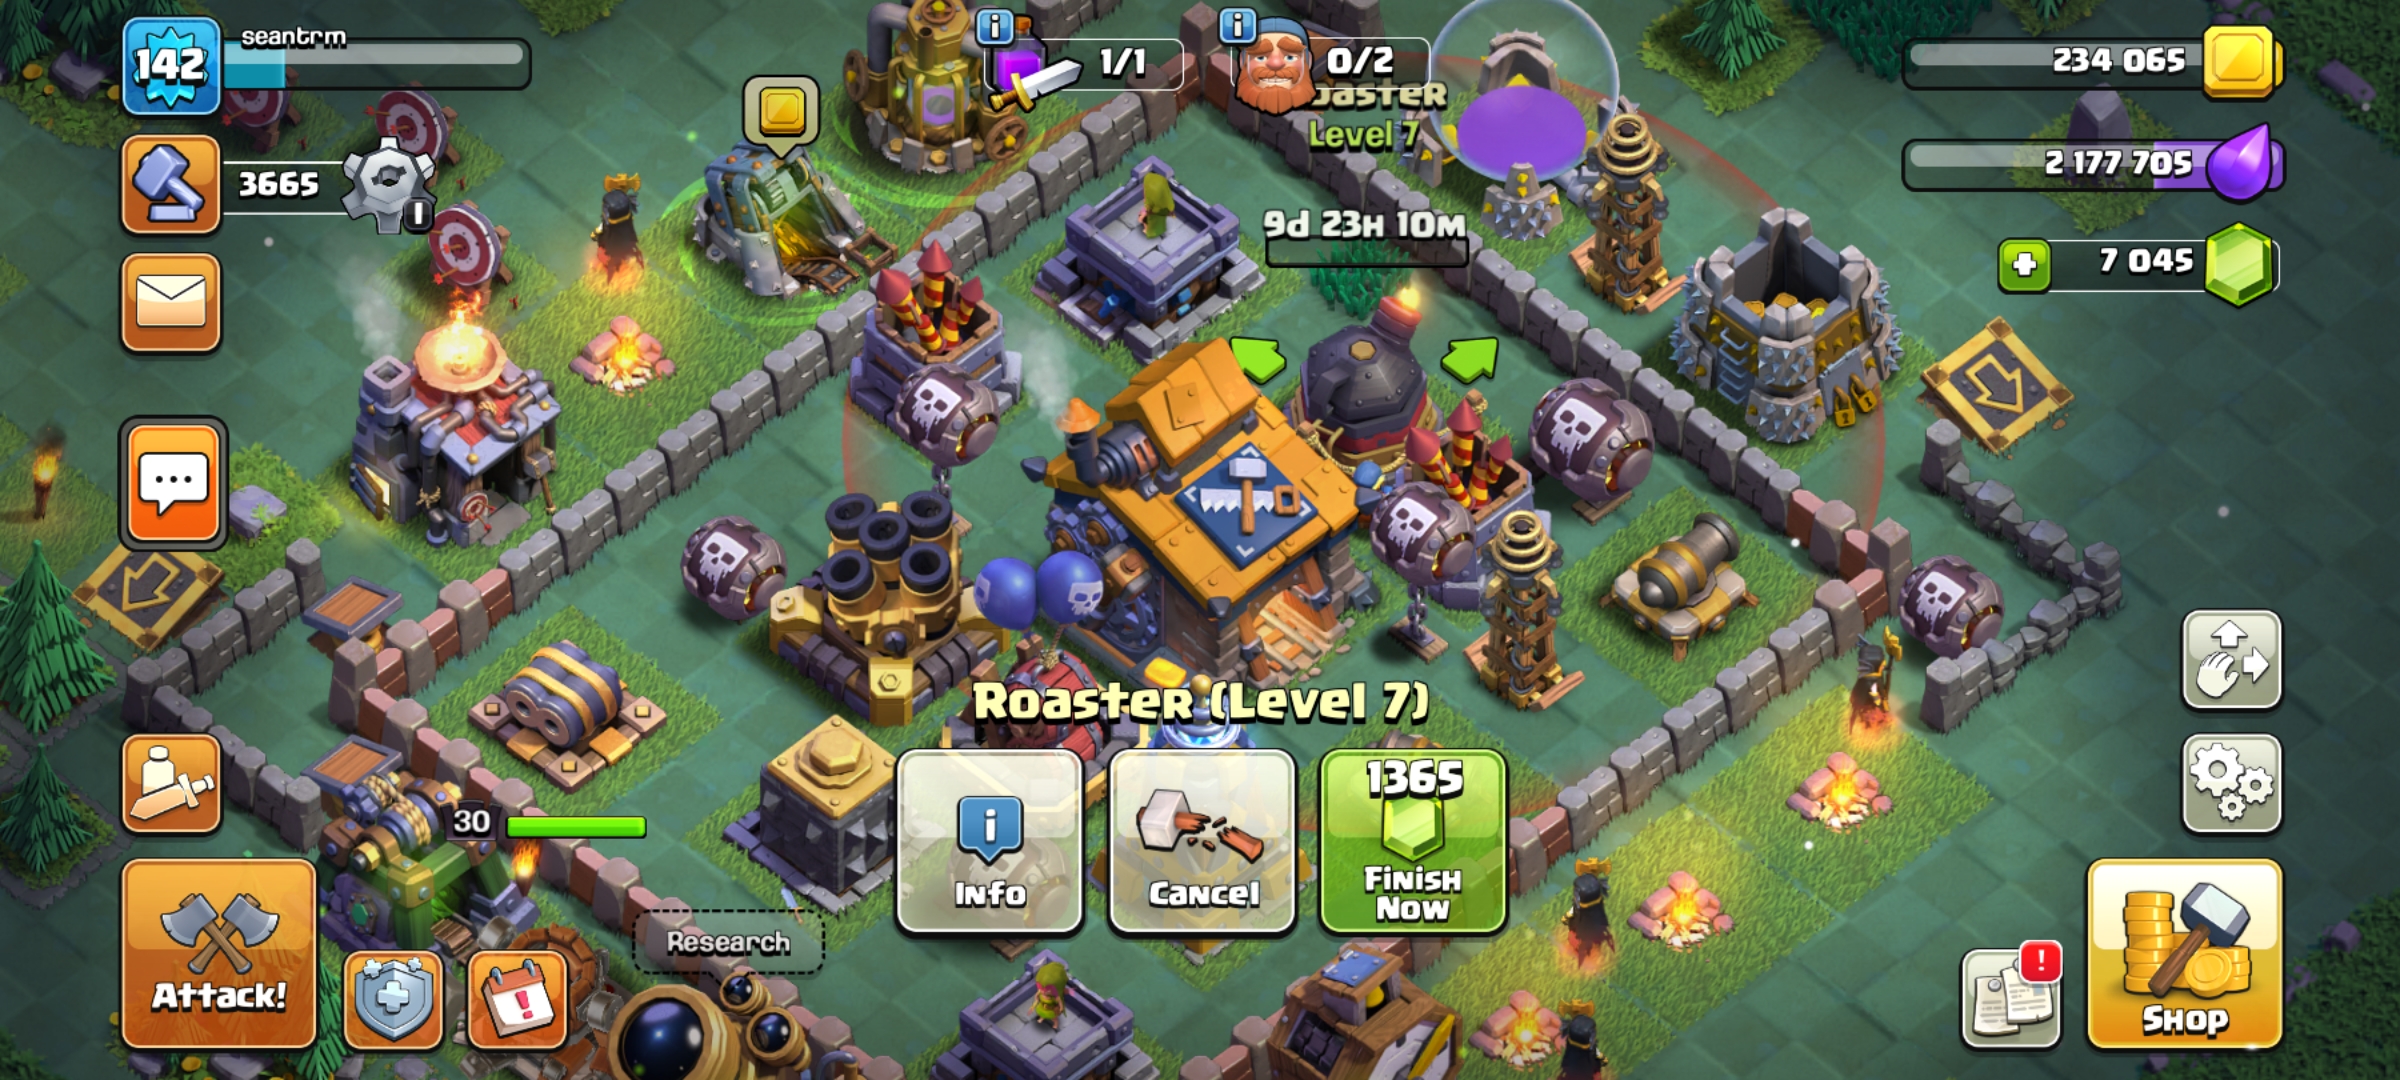 142
seantrm
1/1
0/2
234 065
3665
Level 7
2 177 705
9d 23H 10M
7 045
Roaster (Level 7)
30
1365
Info
Cancel
Finish
Now
Research
Attack!
Shop